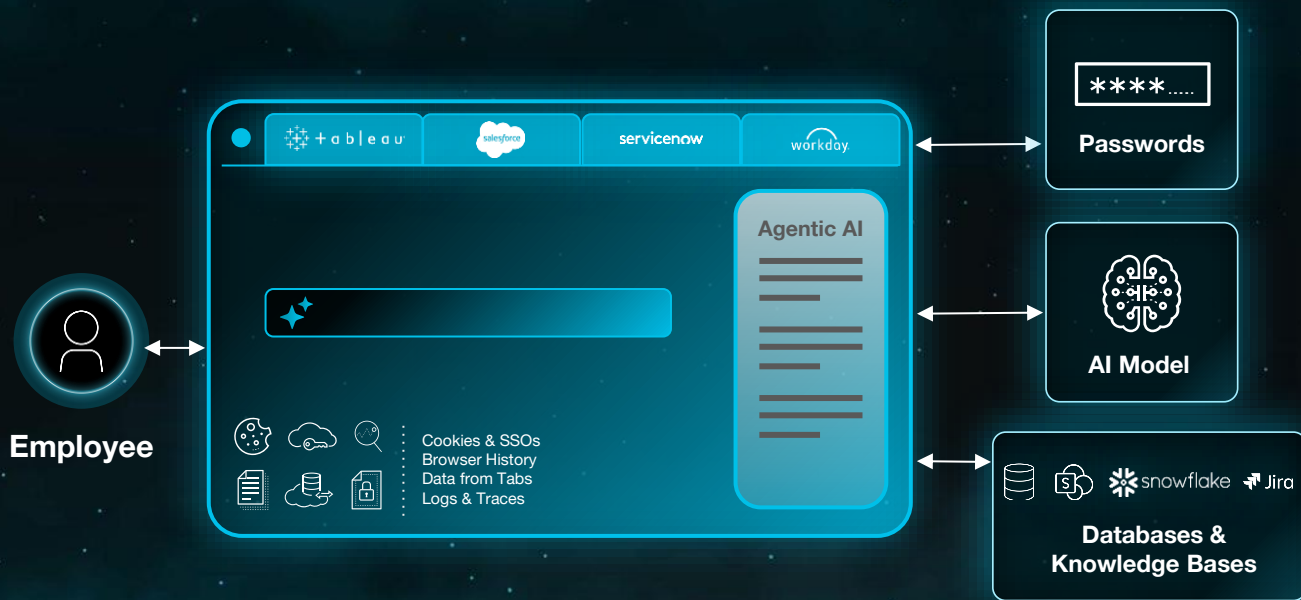 +ableau
salesforce
servicenow
workday.
****.....
Passwords
Agentic AI
AI Model
Employee
Cookies & SSOs
Browser History
Data from Tabs
Logs & Traces
S
snowflake
Jira
Databases &
Knowledge Bases